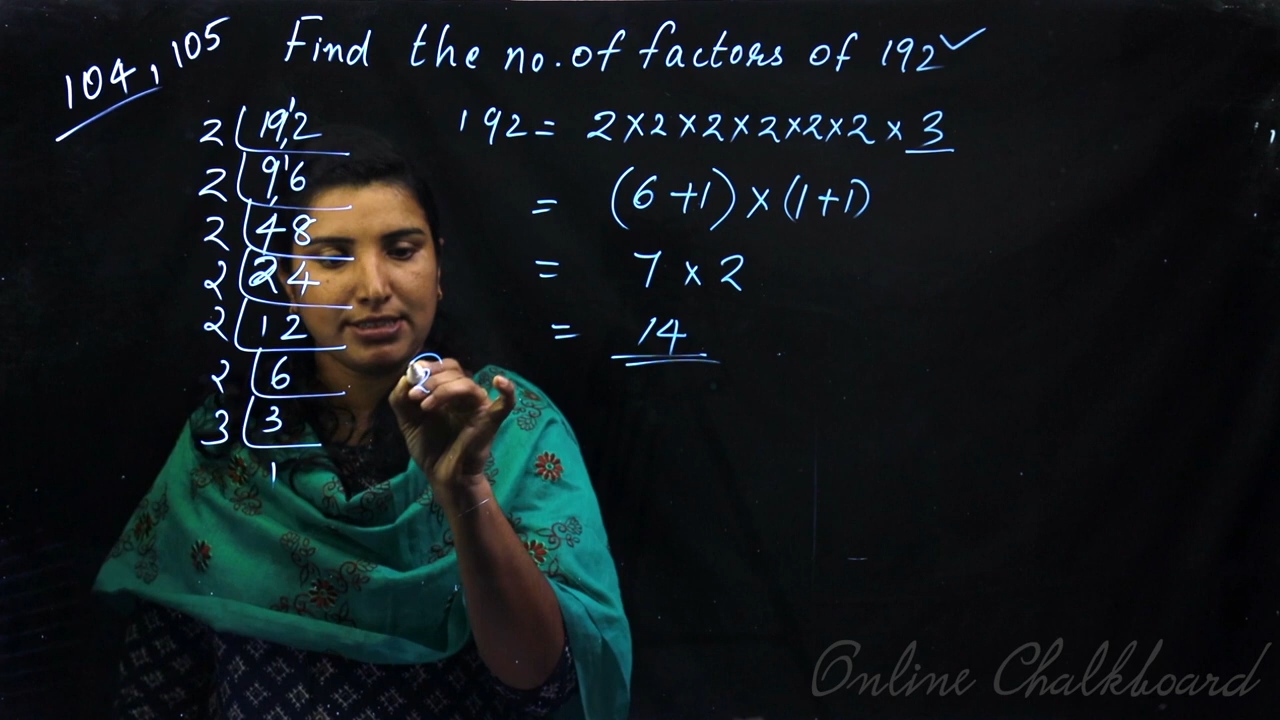 104, 105
Find the no. of factors of 192 ✓
2 | 192
2 | 96
2 | 48
2 | 24
2 | 12
2 | 6
3 | 3
1
192 = 2×2×2×2×2×2×3
= (6+1)×(1+1)
= 7×2
= 14
2
Online Chalkboard